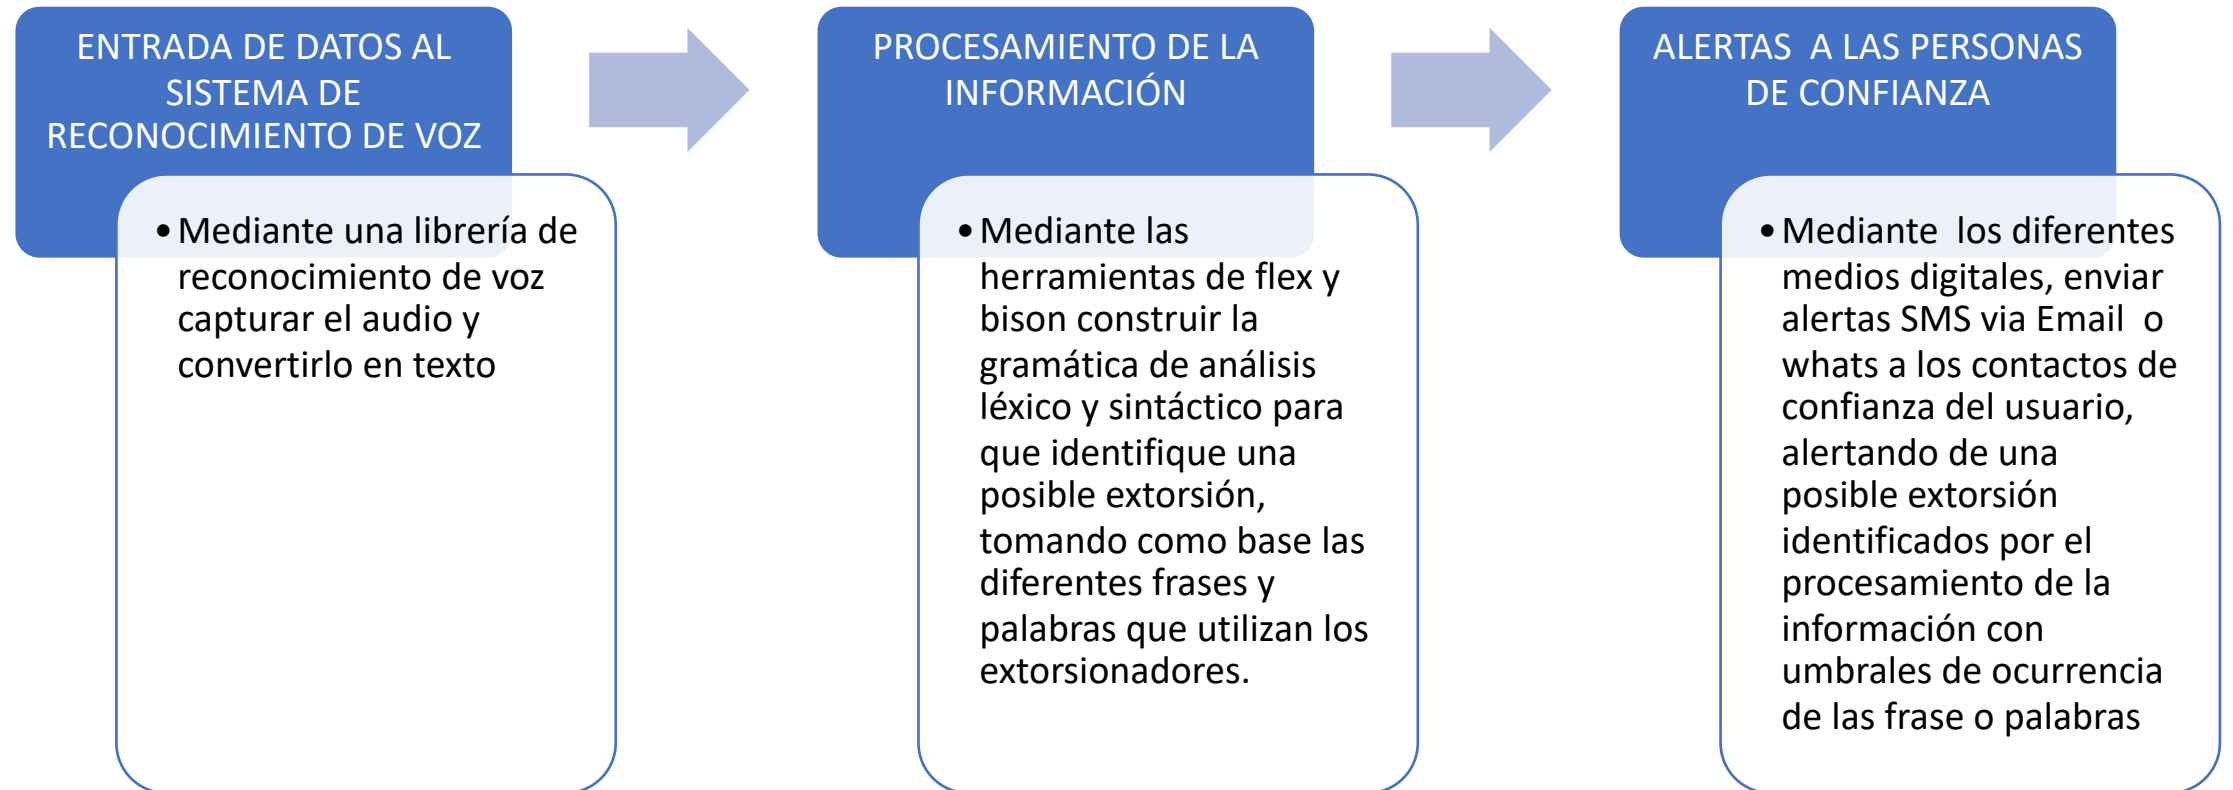 ENTRADA DE DATOS AL
SISTEMA DE
RECONOCIMIENTO DE VOZ
•Mediante una librería de
reconocimiento de voz
capturar el audio y
convertirlo en texto
PROCESAMIENTO DE LA
INFORMACIÓN
•Mediante las
herramientas de flex y
bison construir la
gramática de análisis
léxico y sintáctico para
que identifique una
posible extorsión,
tomando como base las
diferentes frases y
palabras que utilizan los
extorsionadores.
ALERTAS  A LAS PERSONAS
DE CONFIANZA
•Mediante  los diferentes
medios digitales, enviar
alertas SMS via Email  o
whats a los contactos de
confianza del usuario,
alertando de una
posible extorsión
identificados por el
procesamiento de la
información con
umbrales de ocurrencia
de las frase o palabras